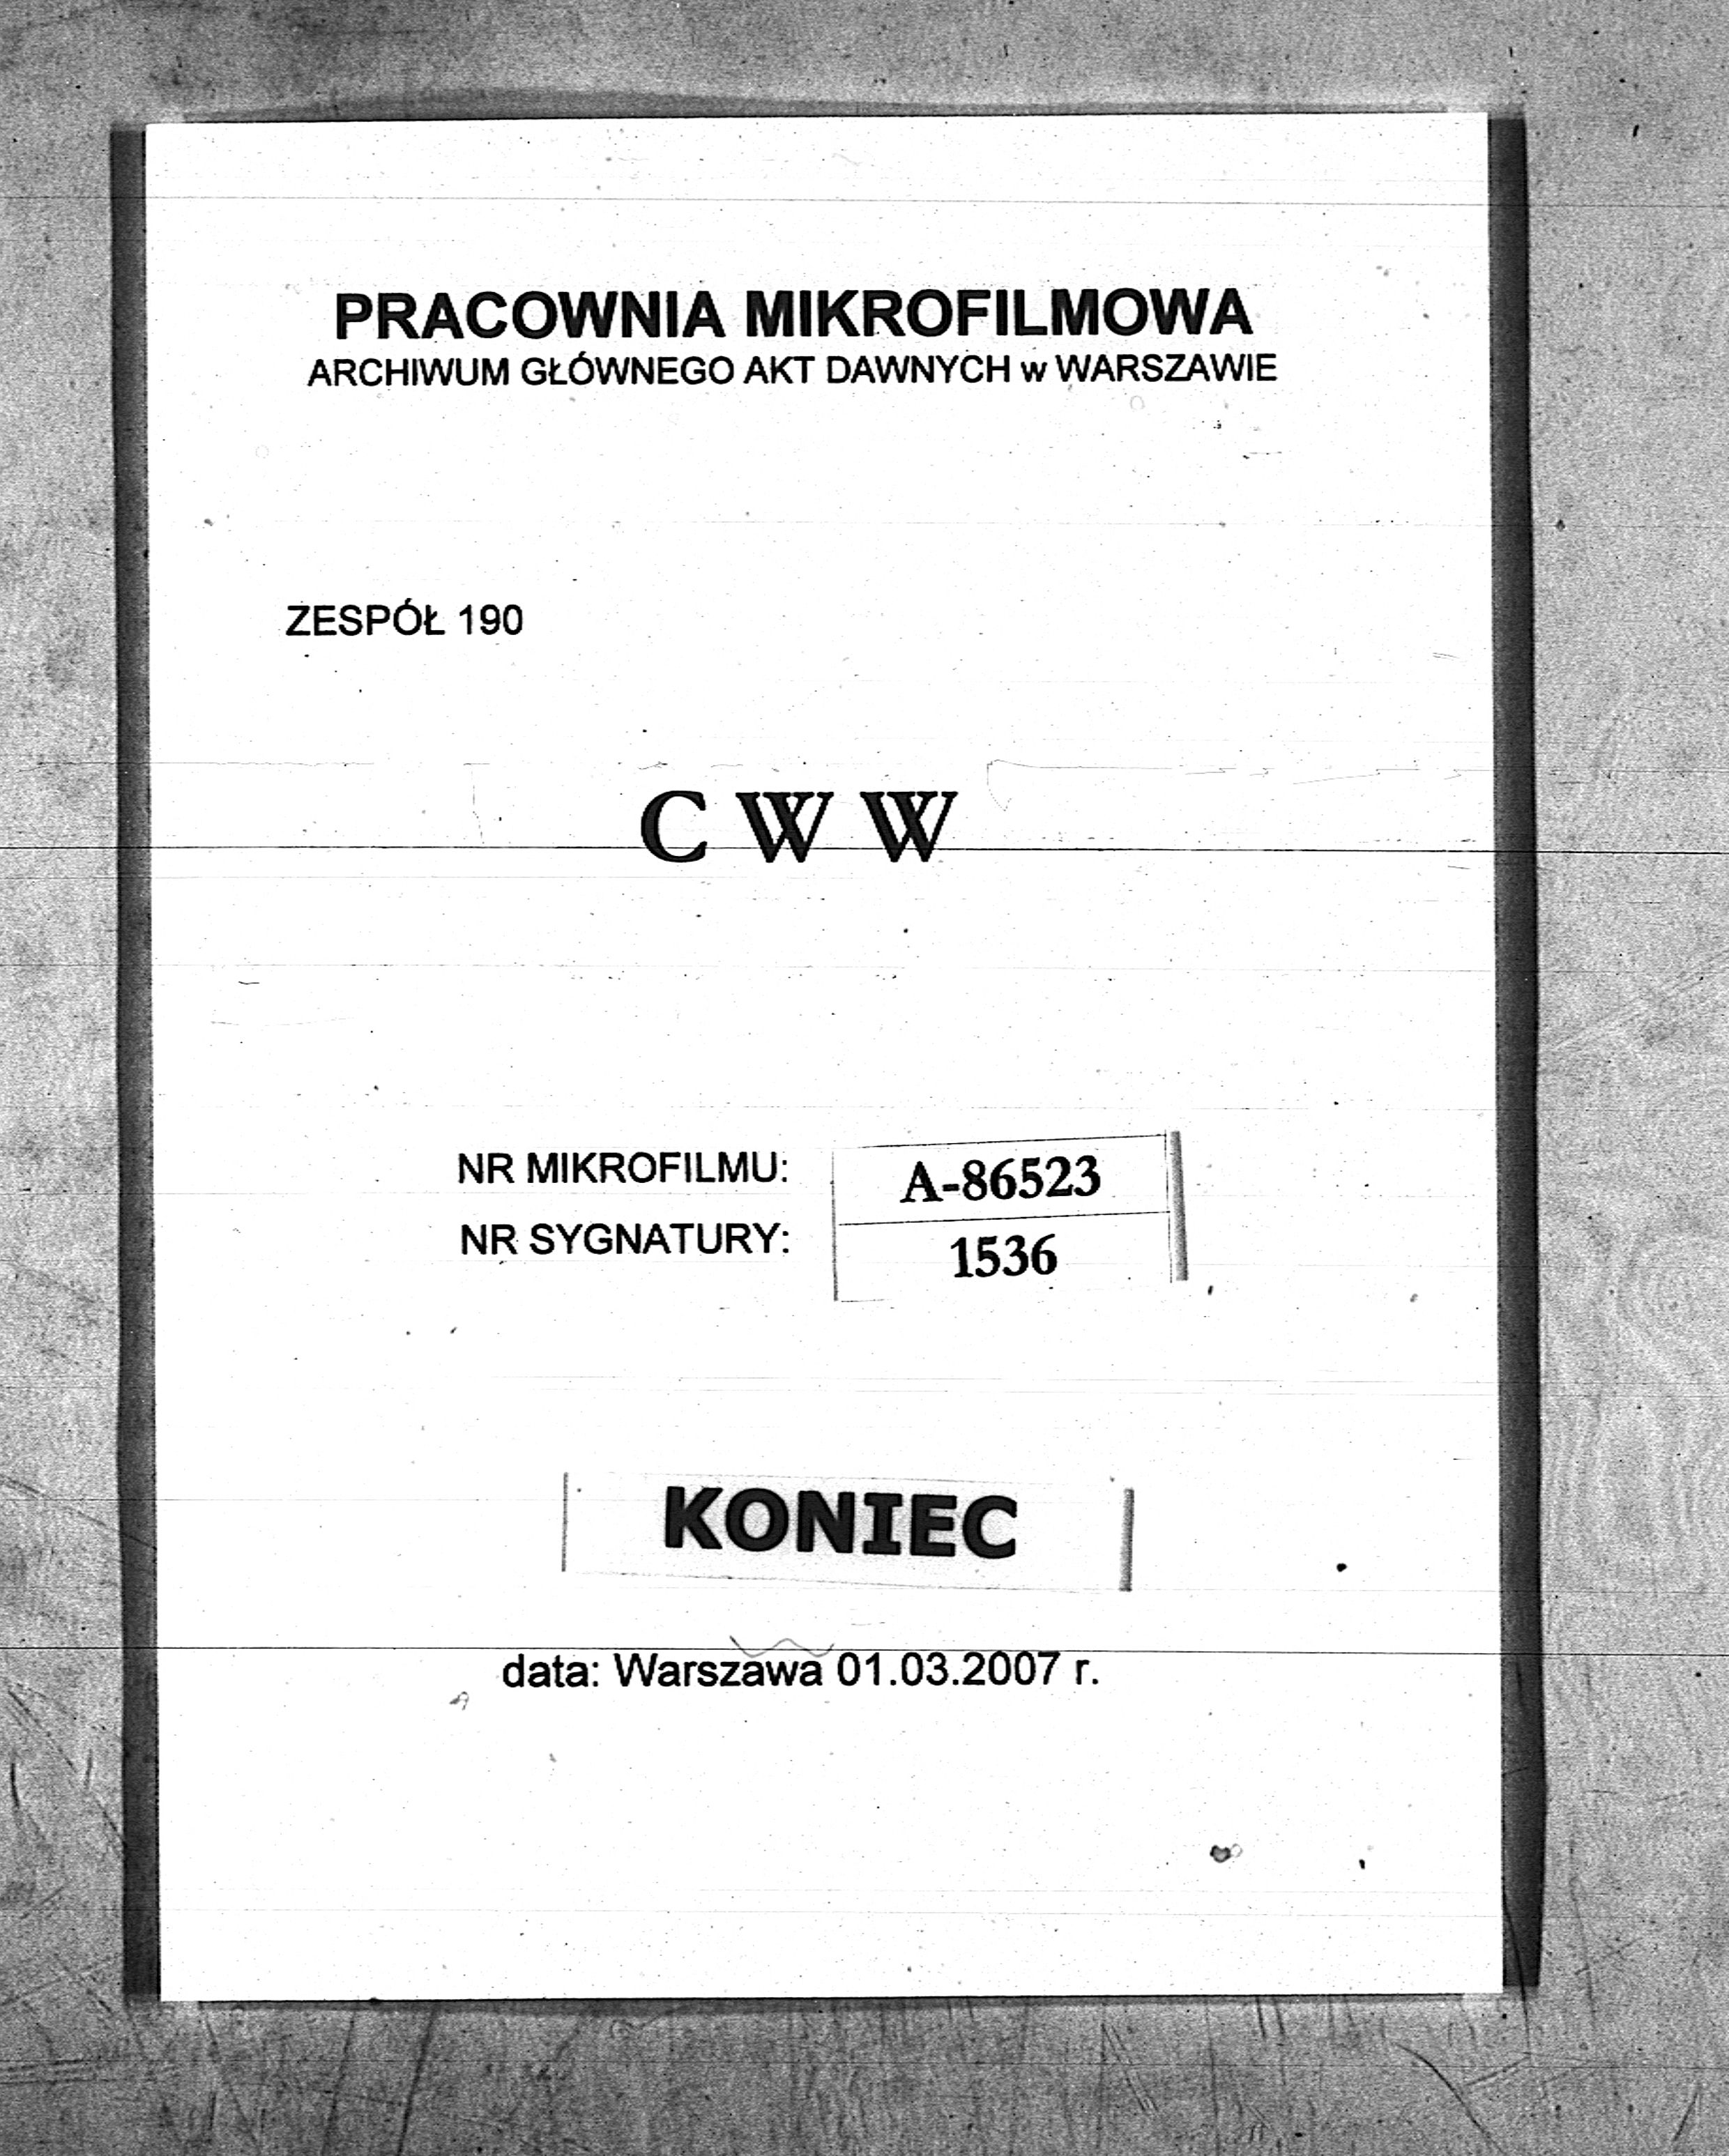 PRACOWNIA MIKROFILMOWA
ARCHIWUM GŁÓWNEGO AKT DAWNYCH w WARSZAWIE
ZESPÓŁ 190
C W W
NR MIKROFILMU: A-86523
NR SYGNATURY: 1536
KONIEC
data: Warszawa 01.03.2007 r.